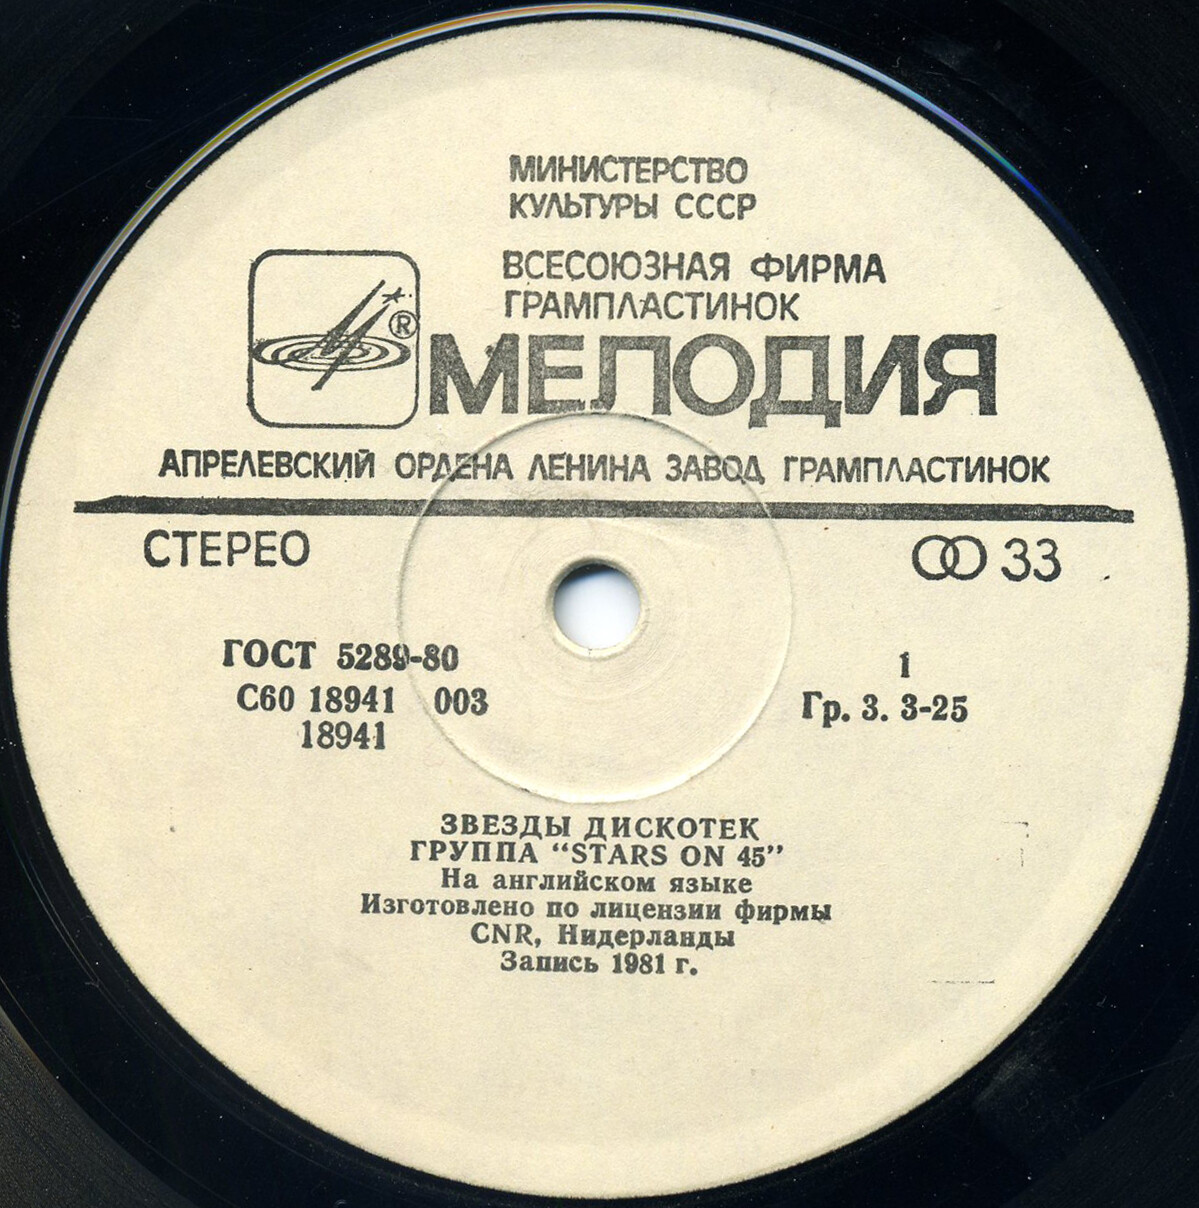 МИНИСТЕРСТВО
КУЛЬТУРЫ СССР
ВСЕСОЮЗНАЯ ФИРМА
ГРАМПЛАСТИНОК
® МЕЛОДИЯ
АПРЕЛЕВСКИЙ ОРДЕНА ЛЕНИНА ЗАВОД ГРАМПЛАСТИНОК
СТЕРЕО
33
ГОСТ 5289-80
1
С60 18941 003
Гр. 3. 3-25
18941
ЗВЕЗДЫ ДИСКОТЕК
ГРУППА “STARS ON 45”
На английском языке
Изготовлено по лицензии фирмы
CNR, Нидерланды
Запись 1981 г.